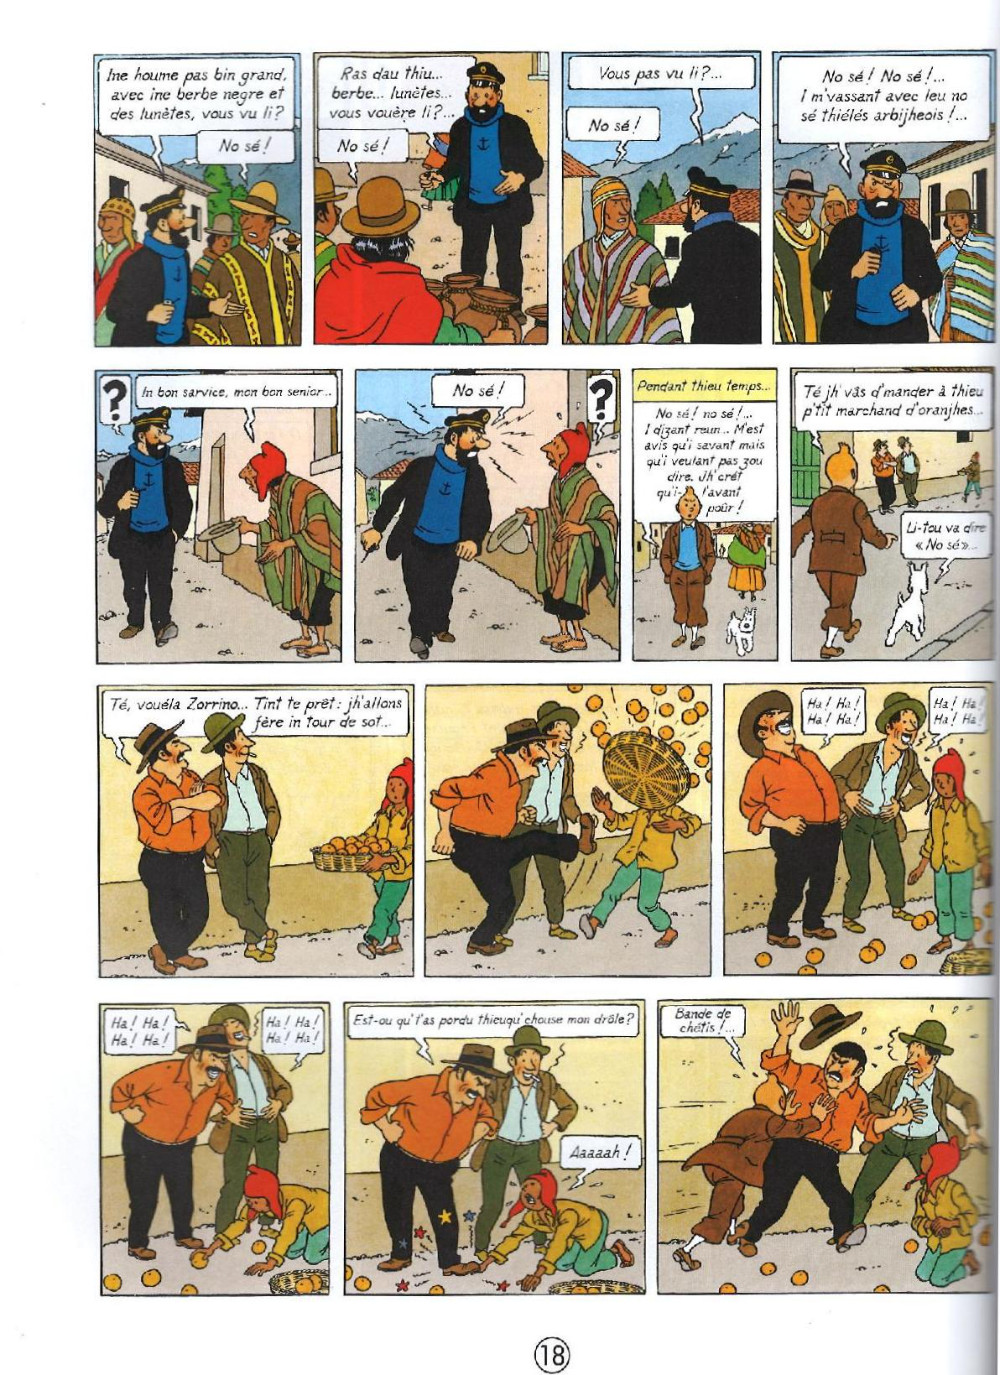 Ine houme pas bin grand,
avec ine berbe negre et
des lunètes, vous vu li?
No sé!
Ras dau thiu...
berbe... lunètes...
vous vouère li?...
No sé!
Vous pas vu li?...
No sé!
No sé! No sé!...
I m'vassant avec leu no
sé thiélés arbijheois!...
?
In bon sarvice, mon bon senior...
No sé!
?
Pendant thieu temps...
No sé! no sé!...
I dizant reun... M'est
avis qu'i savant mais
qu'i veulant pas zou
dire. Jh'crét
qu'i l'avant
poûr!
Té jh'vâs d'mander à thieu
p'tit marchand d'oranjhes...
Li-tou va dire
«No sé»...
Té, vouéla Zorrino... Tint te prêt: jh'allons
fére in tour de sot...
Ha! Ha!
Ha! Ha!
Ha! Ha!
Ha! Ha!
Ha! Ha!
Ha! Ha!
Ha! Ha!
Ha! Ha!
Est-ou qu't'as pordu thieuqu'chouse mon drôle?
Aaaaah!
Bande de
chétis!...
18